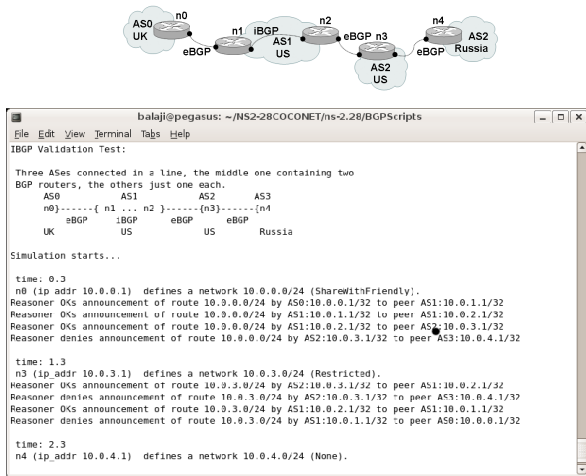 n0 n1 n2 n4
AS0 UK eBGP iBGP AS1 US eBGP n3 eBGP AS2 Russia
AS2 US
balaji@pegasus: ~/NS2-28COCONET/ns-2.28/BGPScripts
File Edit View Terminal Tabs Help
IBGP Validation Test:
Three ASes connected in a line, the middle one containing two
BGP routers, the others just one each.
AS0 AS1 AS2 AS3
n0}------{ n1 ... n2 }------{n3}------{n4
eBGP iBGP eBGP eBGP
UK US US Russia
Simulation starts...
time: 0.3
n0 (ip_addr 10.0.0.1) defines a network 10.0.0.0/24 (ShareWithFriendly).
Reasoner OKs announcement of route 10.0.0.0/24 by AS0:10.0.0.1/32 to peer AS1:10.0.1.1/32
Reasoner OKs announcement of route 10.0.0.0/24 by AS1:10.0.1.1/32 to peer AS1:10.0.2.1/32
Reasoner OKs announcement of route 10.0.0.0/24 by AS1:10.0.2.1/32 to peer AS2:10.0.3.1/32
Reasoner denies announcement of route 10.0.0.0/24 by AS2:10.0.3.1/32 to peer AS3:10.0.4.1/32
time: 1.3
n3 (ip_addr 10.0.3.1) defines a network 10.0.3.0/24 (Restricted).
Reasoner OKs announcement of route 10.0.3.0/24 by AS2:10.0.3.1/32 to peer AS1:10.0.2.1/32
Reasoner denies announcement of route 10.0.3.0/24 by AS2:10.0.3.1/32 to peer AS3:10.0.4.1/32
Reasoner OKs announcement of route 10.0.3.0/24 by AS1:10.0.2.1/32 to peer AS1:10.0.1.1/32
Reasoner denies announcement of route 10.0.3.0/24 by AS1:10.0.1.1/32 to peer AS0:10.0.0.1/32
time: 2.3
n4 (ip_addr 10.0.4.1) defines a network 10.0.4.0/24 (None).